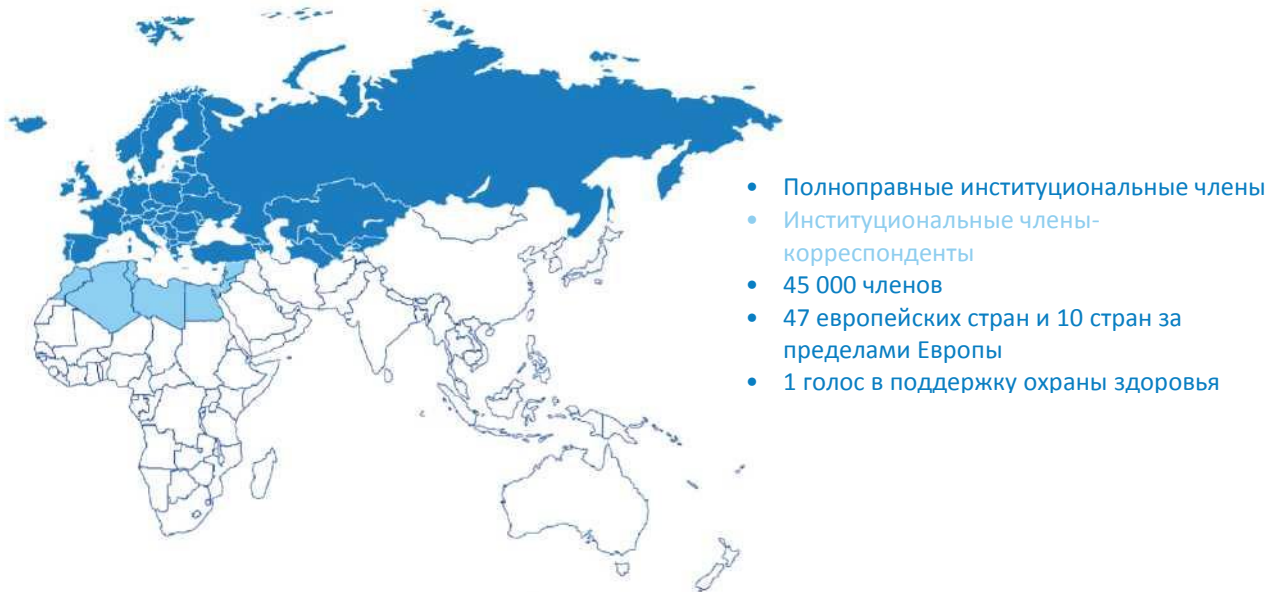 • Полноправные институциональные члены
• Институциональные члены-
корреспонденты
• 45 000 членов
• 47 европейских стран и 10 стран за
пределами Европы
• 1 голос в поддержку охраны здоровья